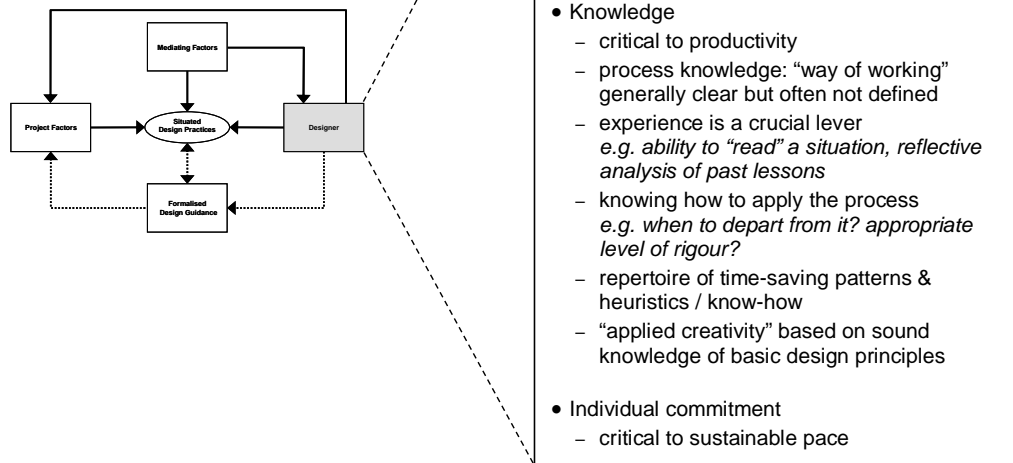 Mediating Factors
Project Factors
Situated
Design Practices
Designer
Formalised
Design Guidance
• Knowledge
– critical to productivity
– process knowledge: “way of working”
generally clear but often not defined
– experience is a crucial lever
e.g. ability to “read” a situation, reflective
analysis of past lessons
– knowing how to apply the process
e.g. when to depart from it? appropriate
level of rigour?
– repertoire of time-saving patterns &
heuristics / know-how
– “applied creativity” based on sound
knowledge of basic design principles
• Individual commitment
– critical to sustainable pace